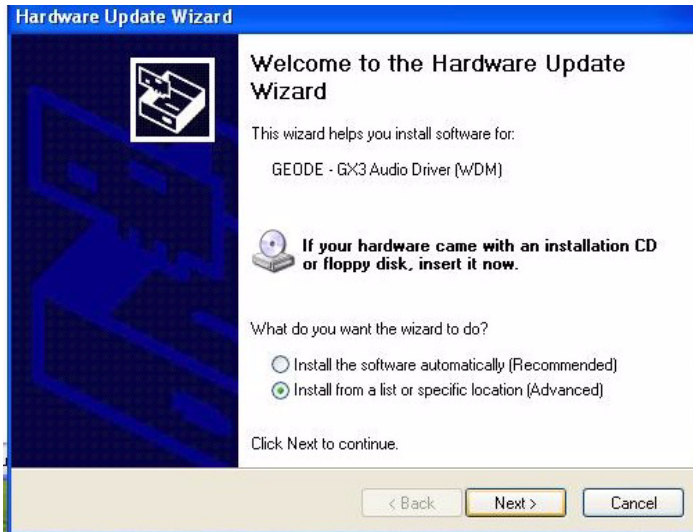 Hardware Update Wizard
Welcome to the Hardware Update
Wizard
This wizard helps you install software for:
GEODE - GX3 Audio Driver (WDM)
If your hardware came with an installation CD
or floppy disk, insert it now.
What do you want the wizard to do?
Install the software automatically (Recommended)
Install from a list or specific location (Advanced)
Click Next to continue.
< Back
Next >
Cancel